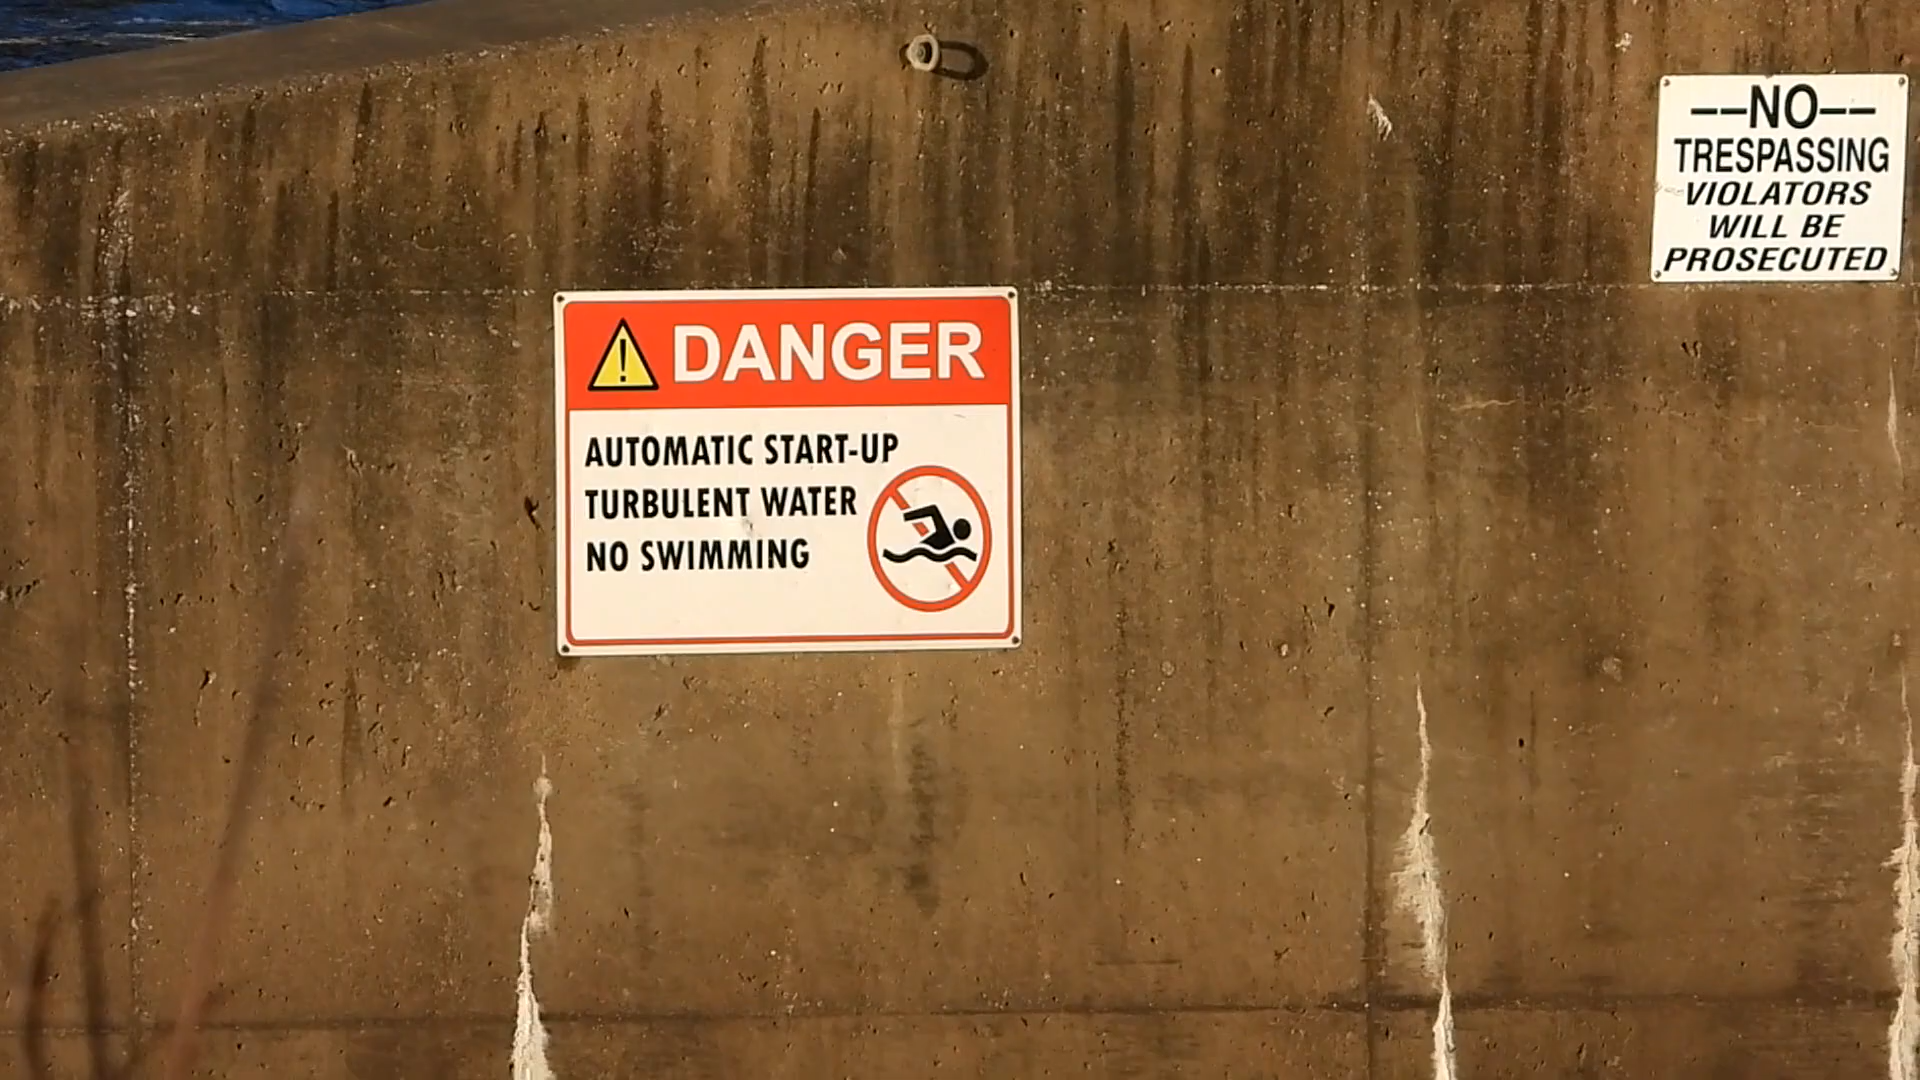 DANGER
AUTOMATIC START-UP
TURBULENT WATER
NO SWIMMING
--NO--
TRESPASSING
VIOLATORS
WILL BE
PROSECUTED